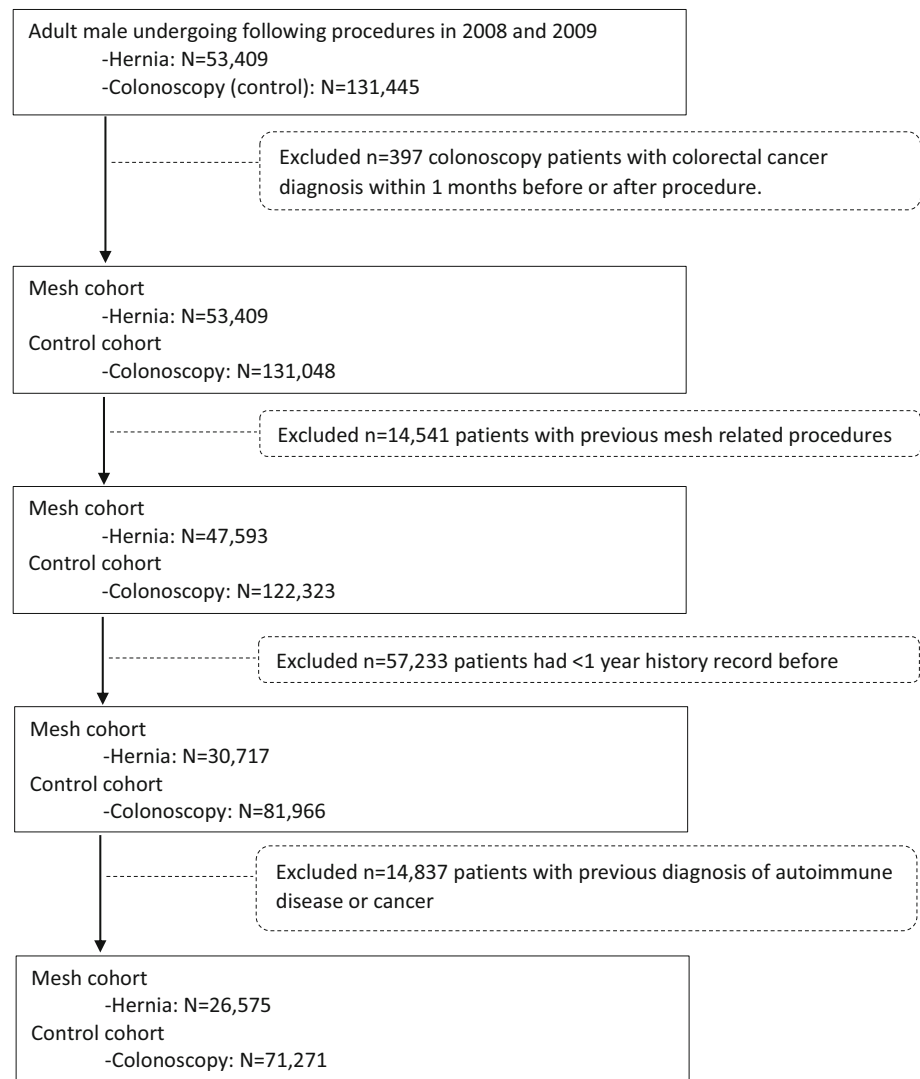 Adult male undergoing following procedures in 2008 and 2009
-Hernia: N=53,409
-Colonoscopy (control): N=131,445
Excluded n=397 colonoscopy patients with colorectal cancer
diagnosis within 1 months before or after procedure.
Mesh cohort
-Hernia: N=53,409
Control cohort
-Colonoscopy: N=131,048
Excluded n=14,541 patients with previous mesh related procedures
Mesh cohort
-Hernia: N=47,593
Control cohort
-Colonoscopy: N=122,323
Excluded n=57,233 patients had <1 year history record before
Mesh cohort
-Hernia: N=30,717
Control cohort
-Colonoscopy: N=81,966
Excluded n=14,837 patients with previous diagnosis of autoimmune
disease or cancer
Mesh cohort
-Hernia: N=26,575
Control cohort
-Colonoscopy: N=71,271